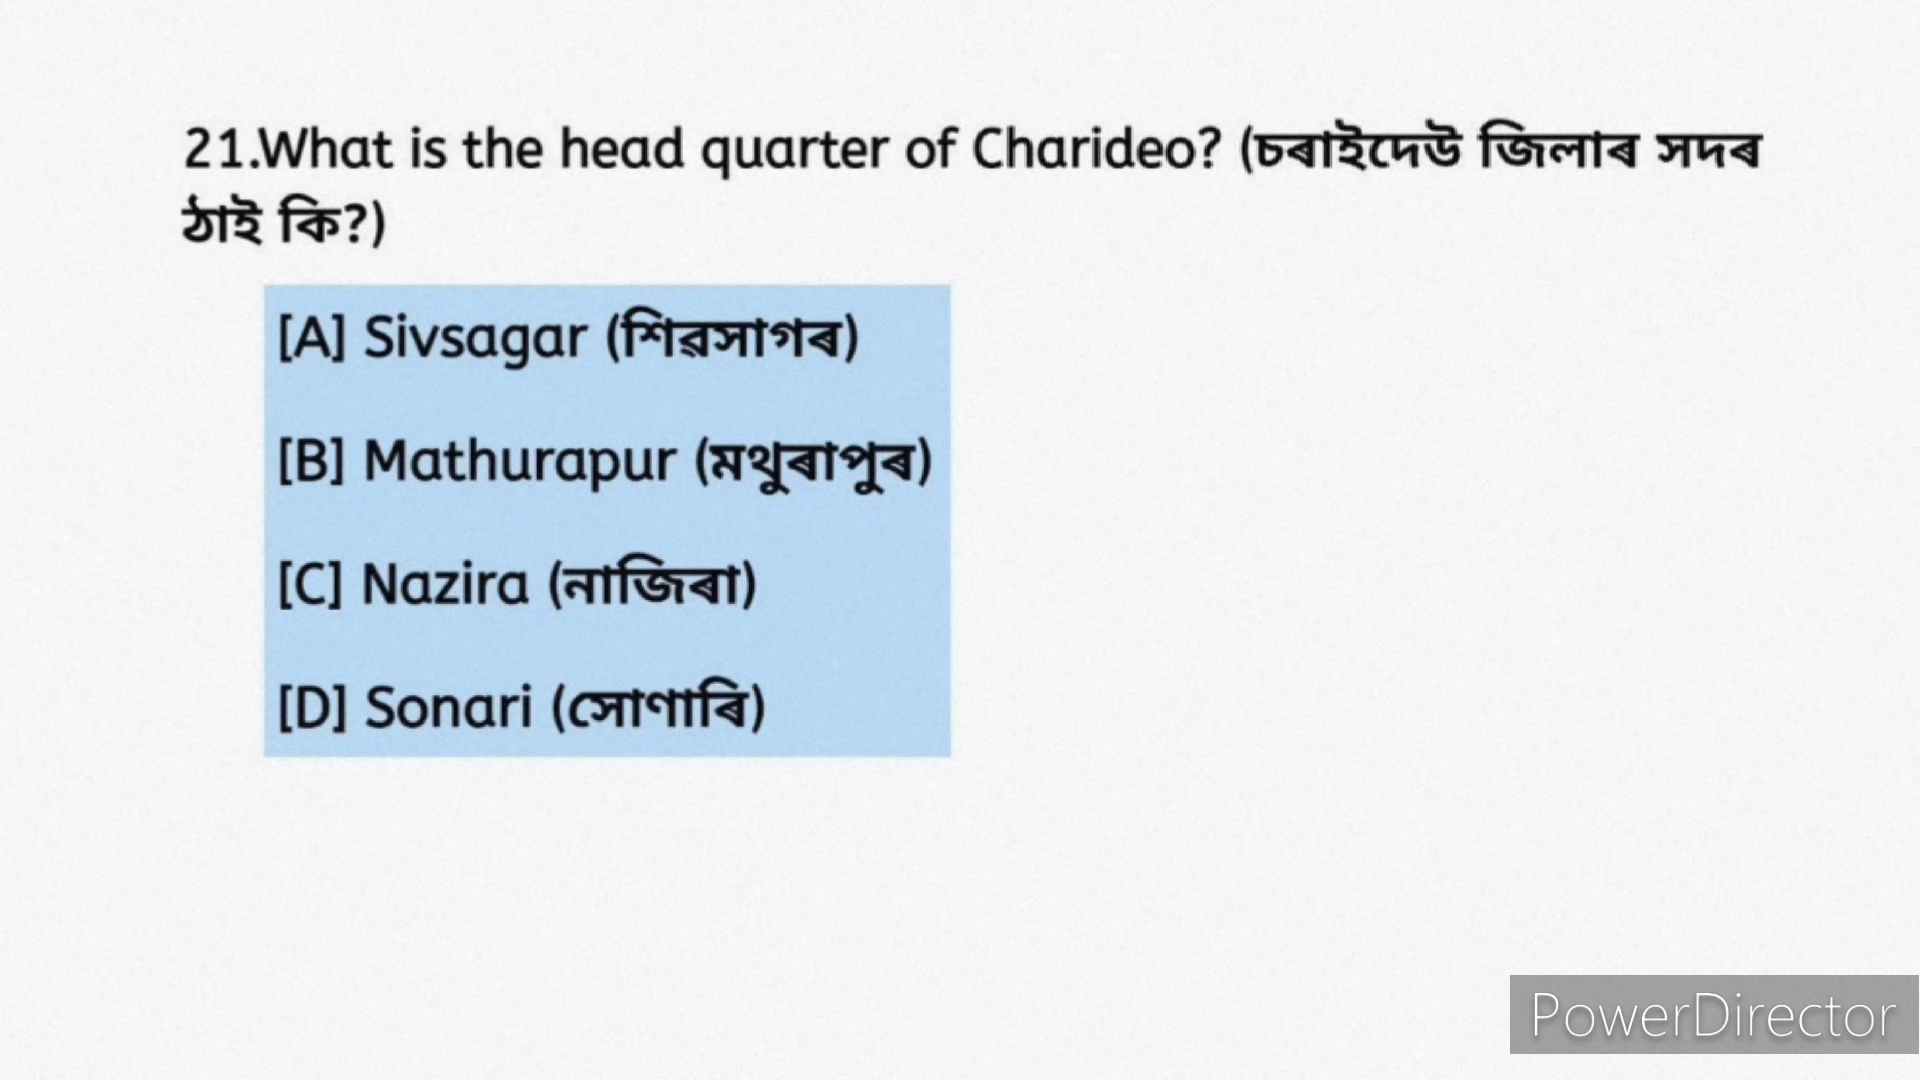 21.What is the head quarter of Charideo? (চৰাইদেউ জিলাৰ সদৰ
ঠাই কি?)
[A] Sivsagar (শিৱসাগৰ)
[B] Mathurapur (মথুৰাপুৰ)
[C] Nazira (নাজিৰা)
[D] Sonari (সোণাৰি)
PowerDirector